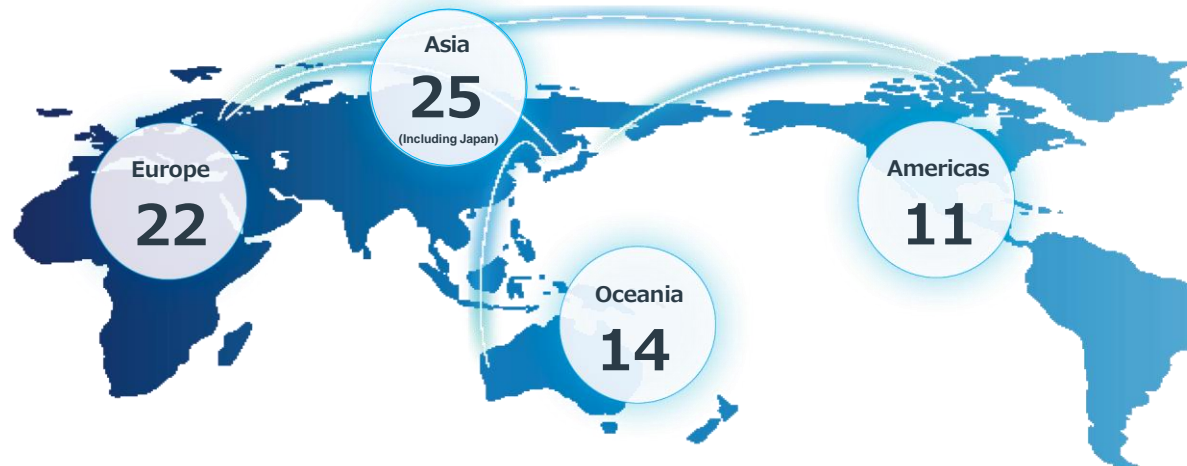 Asia
25
(Including Japan)
Europe
22
Americas
11
Oceania
14